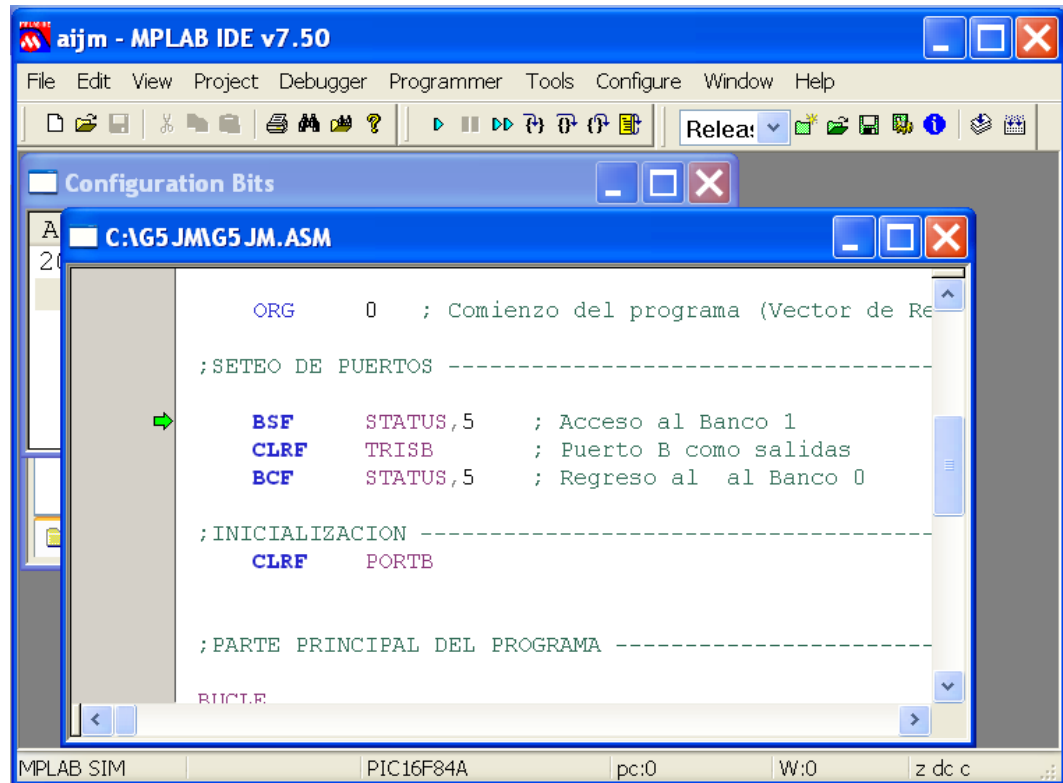 aijm - MPLAB IDE v7.50
File Edit View Project Debugger Programmer Tools Configure Window Help
Configuration Bits
C:\G5JM\G5JM.ASM
ORG 0 ; Comienzo del programa (Vector de
;SETEO DE PUERTOS -----------------------------------
BSF STATUS,5 ; Acceso al Banco 1
CLRF TRISB ; Puerto B como salidas
BCF STATUS,5 ; Regreso al al Banco 0
;INICIALIZACION -------------------------------------
CLRF PORTB
;PARTE PRINCIPAL DEL PROGRAMA -----------------------
BUCLE
MPLAB SIM PIC16F84A pc:0 W:0 z dc c